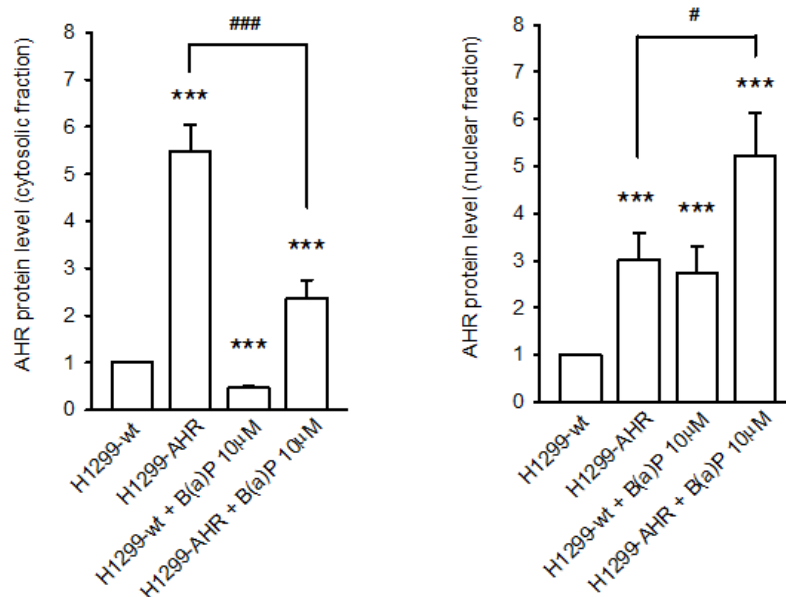 AHR protein level (cytosolic fraction)
8
7
6
5
4
3
2
1
0
###
***
***
***
H1299-wt
H1299-AHR
H1299-wt + B(a)P 10μM
H1299-AHR + B(a)P 10μM
AHR protein level (nuclear fraction)
8
7
6
5
4
3
2
1
0
#
***
***
***
H1299-wt
H1299-AHR
H1299-wt + B(a)P 10μM
H1299-AHR + B(a)P 10μM